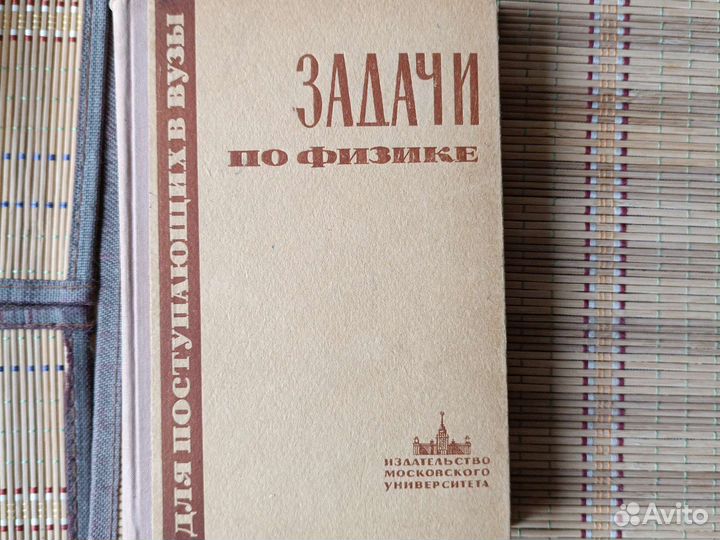 ДЛЯ ПОСТУПАЮЩИХ В ВУЗЫ
ЗАДАЧИ
ПО ФИЗИКЕ
ИЗДАТЕЛЬСТВО
МОСКОВСКОГО
УНИВЕРСИТЕТА
Avito